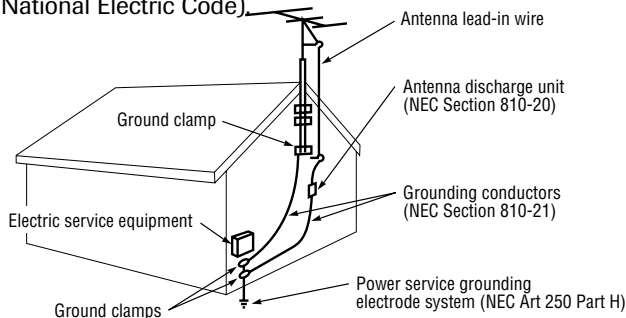 National Electric Code).
Antenna lead-in wire
Antenna discharge unit
(NEC Section 810-20)
Ground clamp
Grounding conductors
(NEC Section 810-21)
Electric service equipment
Power service grounding
electrode system (NEC Art 250 Part H)
Ground clamps